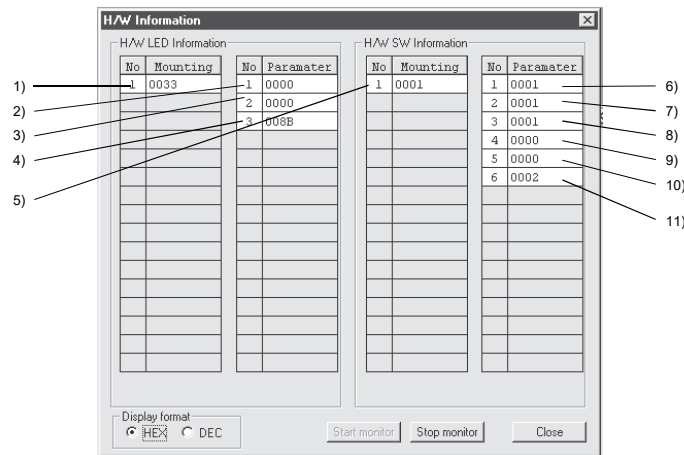 H/W Information
H/W LED Information
H/W SW Information
No Mounting No Paramater No Mounting No Paramater
1) 1 0033 1 0000 1 0001 1 0001 6)
2) 2 0000 2 0001 7)
3) 3 008B 3 0001 8)
4) 4 0000 9)
5) 5 0000 10)
6 0002 11)
Display format
HEX DEC
Start monitor Stop monitor Close